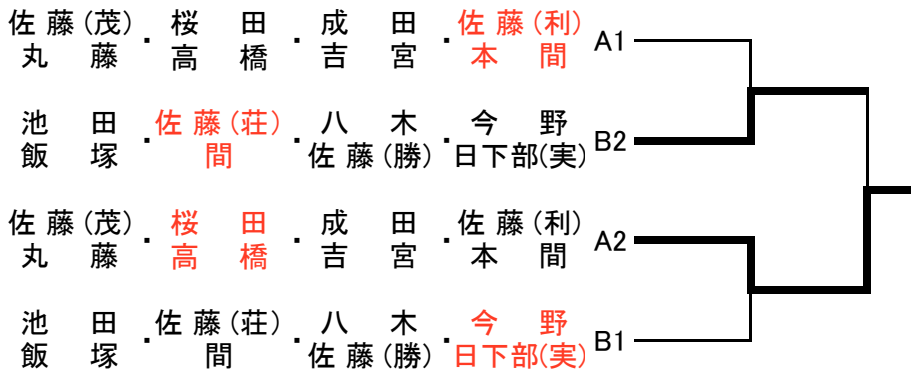 佐藤(茂)・桜田・成田・佐藤(利) A1
丸藤 高橋 吉宮 本間
池田・佐藤(荘)・八木・今野 B2
飯塚 間 佐藤(勝) 日下部(実)
佐藤(茂)・桜田・成田・佐藤(利) A2
丸藤 高橋 吉宮 本間
池田・佐藤(荘)・八木・今野 B1
飯塚 間 佐藤(勝) 日下部(実)